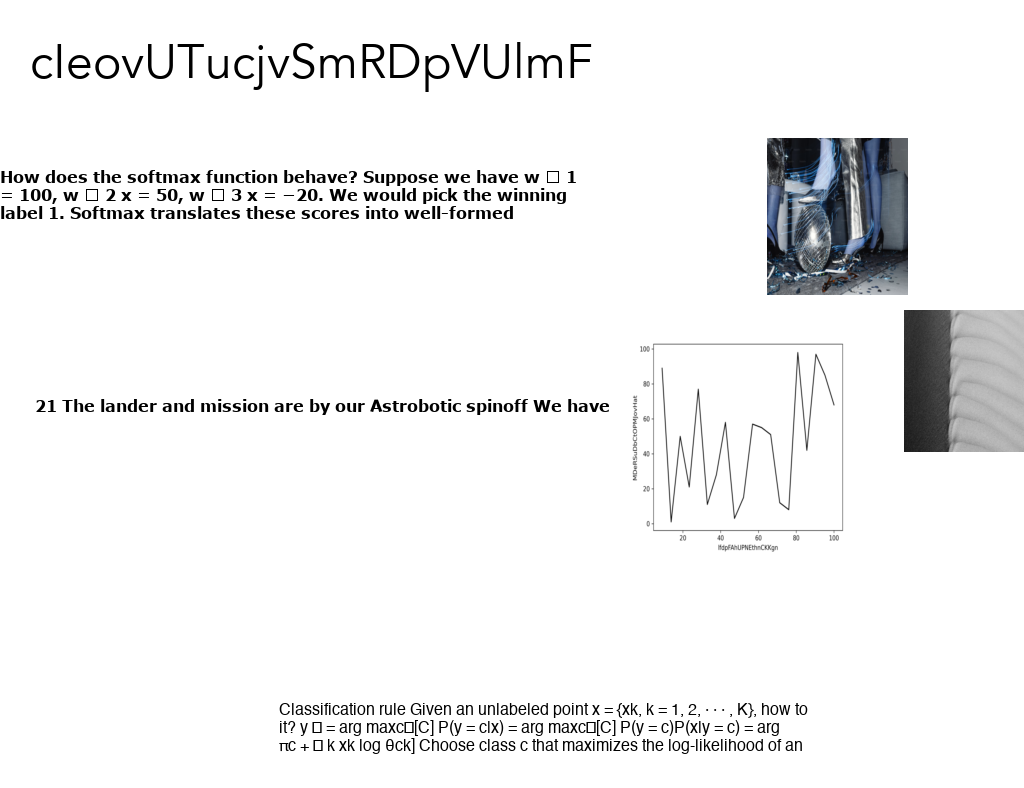 cIeovUTucjvSmRDpVUlmF
How does the softmax function behave? Suppose we have w □ 1
= 100, w □ 2 x = 50, w □ 3 x = −20. We would pick the winning
label 1. Softmax translates these scores into well-formed
21 The lander and mission are by our Astrobotic spinoff We have
100
80
60
40
20
0
20 40 60 80 100
MDeRSuDbCtOPMJovHat
IfdpFAhUPNEthnCKKgn
Classification rule Given an unlabeled point x = {xk, k = 1, 2, · · · , K}, how to
it? y □ = arg maxc□[C] P(y = c|x) = arg maxc□[C] P(y = c)P(x|y = c) = arg
πc + □ k xk log θck] Choose class c that maximizes the log-likelihood of an